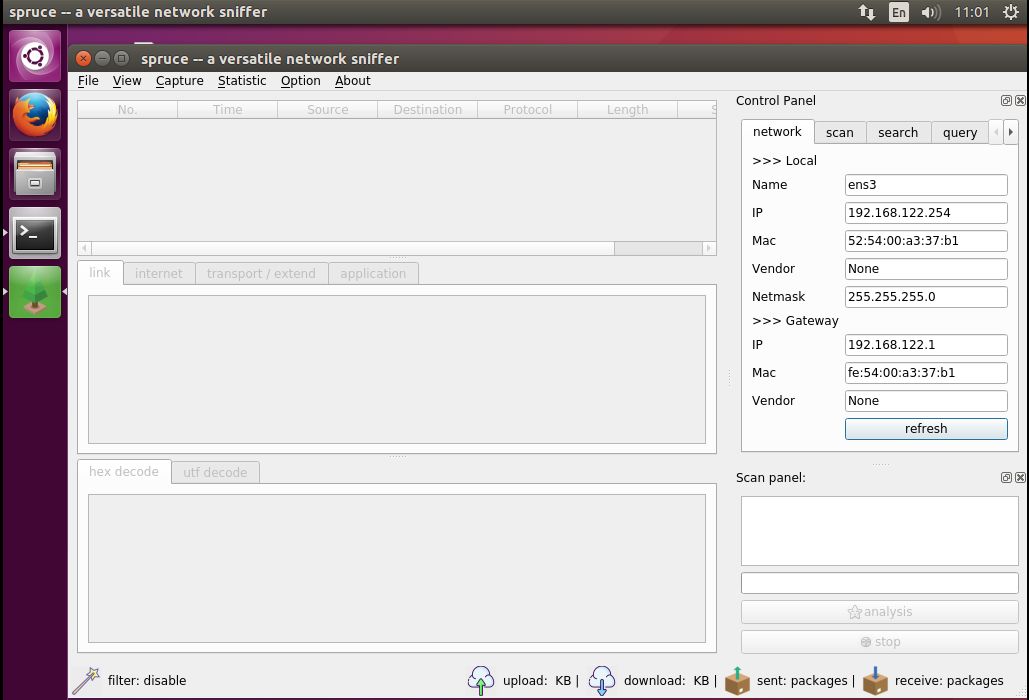 spruce -- a versatile network sniffer
En
11:01
spruce -- a versatile network sniffer
File View Capture Statistic Option About
No. Time Source Destination Protocol Length S
link internet transport / extend application
hex decode utf decode
Control Panel
network scan search query
>>> Local
Name ens3
IP 192.168.122.254
Mac 52:54:00:a3:37:b1
Vendor None
Netmask 255.255.255.0
>>> Gateway
IP 192.168.122.1
Mac fe:54:00:a3:37:b1
Vendor None
refresh
Scan panel:
analysis
stop
filter: disable upload: KB | download: KB | sent: packages | receive: packages